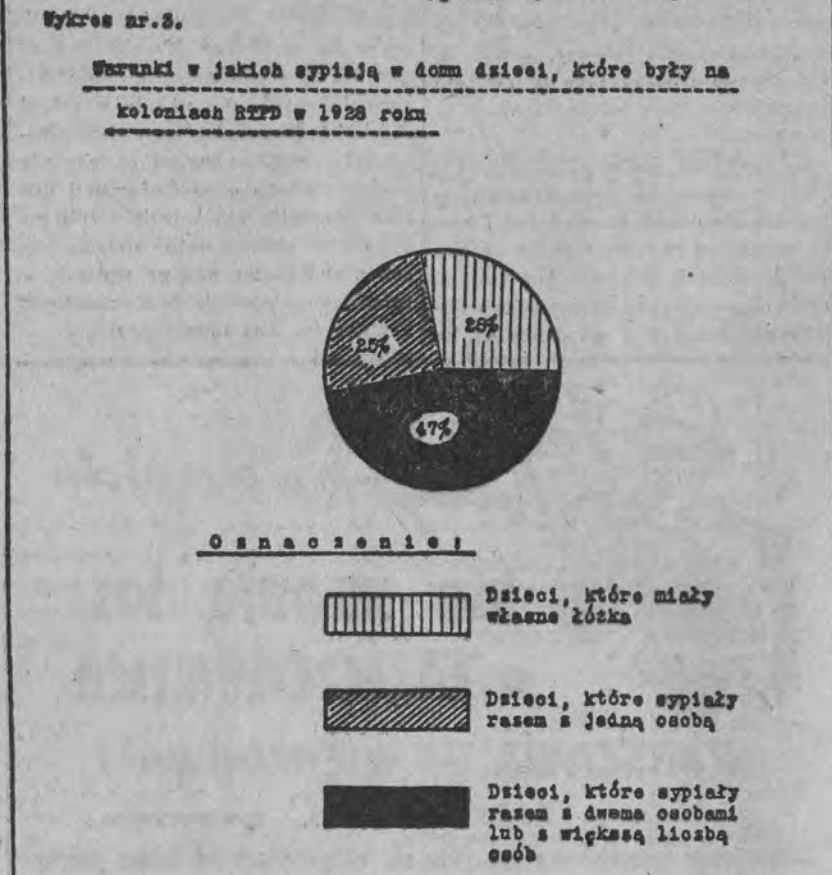 Wykres nr.3.
Warunki w jakich sypiają w domu dzieci, które były na
koloniach RTPD w 1928 roku
28%
25%
47%
Oznaczenie:
Dzieci, które miały
własne łóżka
Dzieci, które sypiały
razem z jedną osobą
Dzieci, które sypiały
razem z dwema osobami
lub z większą liczbą
osób